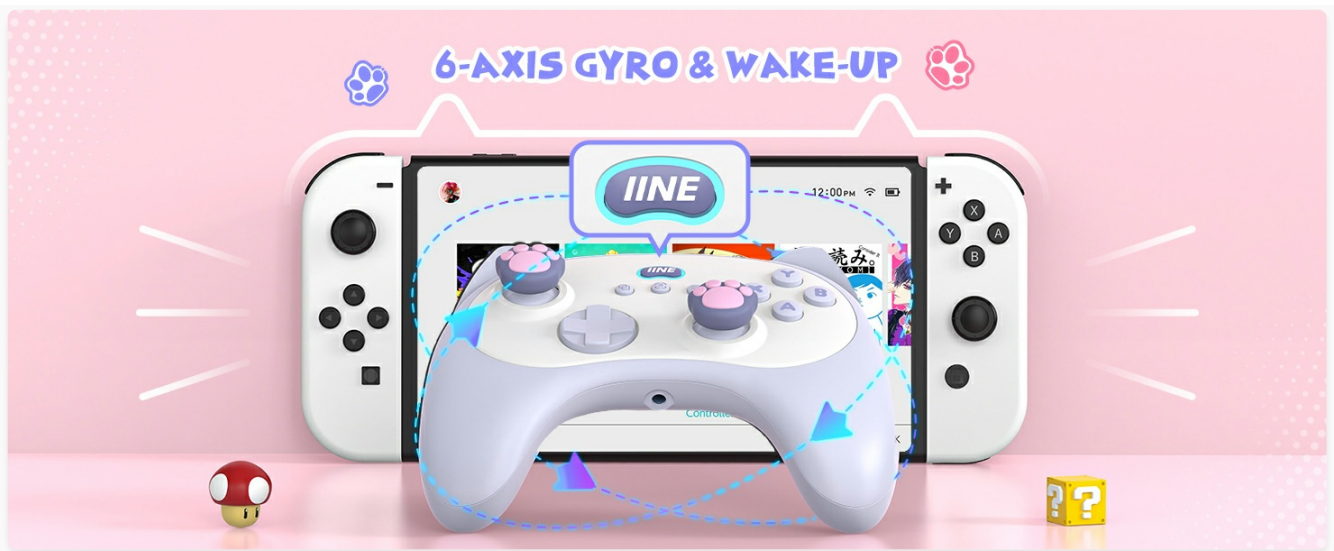 6-AXIS GYRO & WAKE-UP
IINE
12:00PM
X
Y
A
B
読み。
IINE
Y
B
X
A